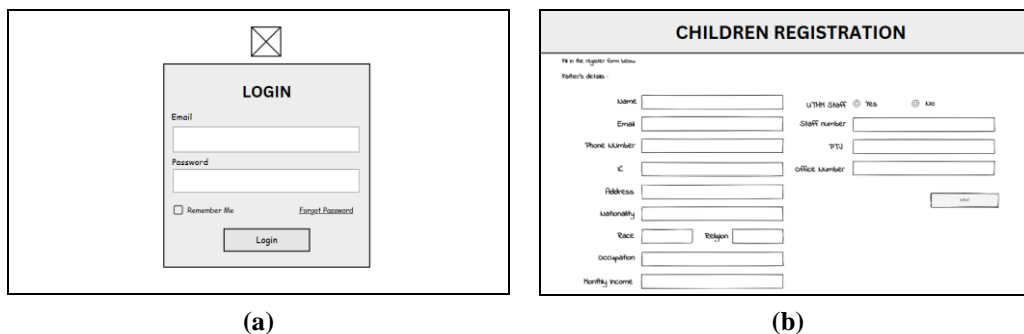 LOGIN
Email
Password
Remember Me Forgot Password
Login
(a)
CHILDREN REGISTRATION
Fill in the register form below
Father's details :
Name
Email
Phone Number
IC
Address
Nationality
Race Religion
Occupation
Monthly Income
UTHM Staff Yes No
Staff number
PTJ
Office Number
(b)